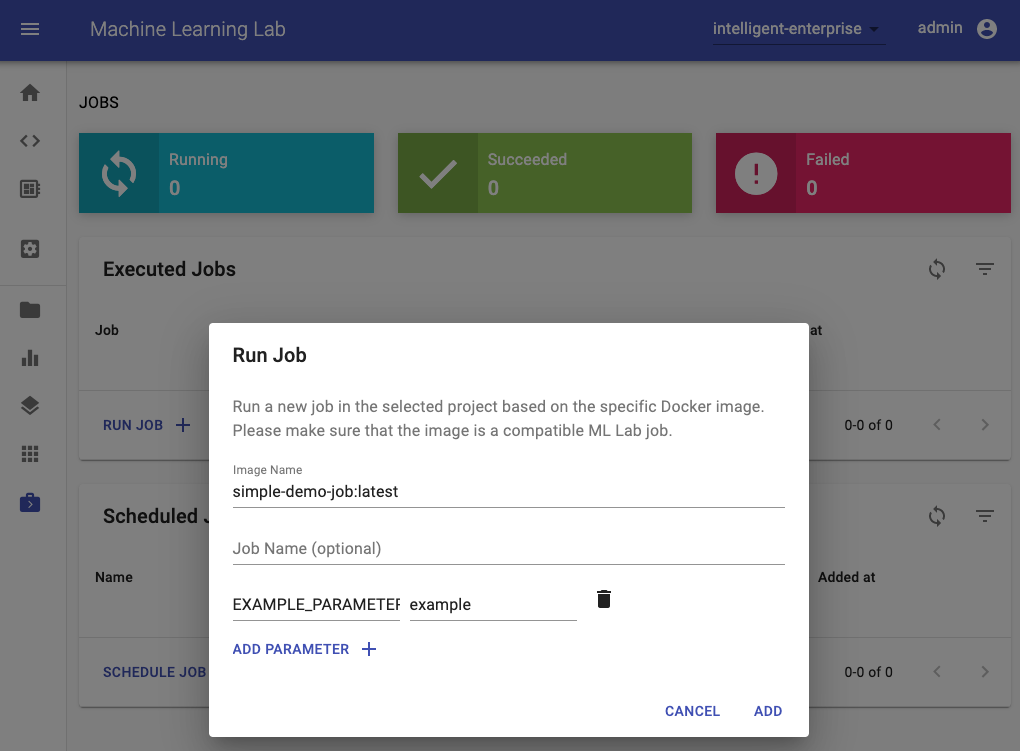 Machine Learning Lab
intelligent-enterprise
admin
JOBS
Running
0
Succeeded
0
Failed
0
Executed Jobs
Job
at
RUN JOB
0-0 of 0
Run Job
Run a new job in the selected project based on the specific Docker image.
Please make sure that the image is a compatible ML Lab job.
Image Name
simple-demo-job:latest
Job Name (optional)
EXAMPLE_PARAMETER example
ADD PARAMETER
CANCEL ADD
Scheduled J
Name
Added at
SCHEDULE JOB
0-0 of 0